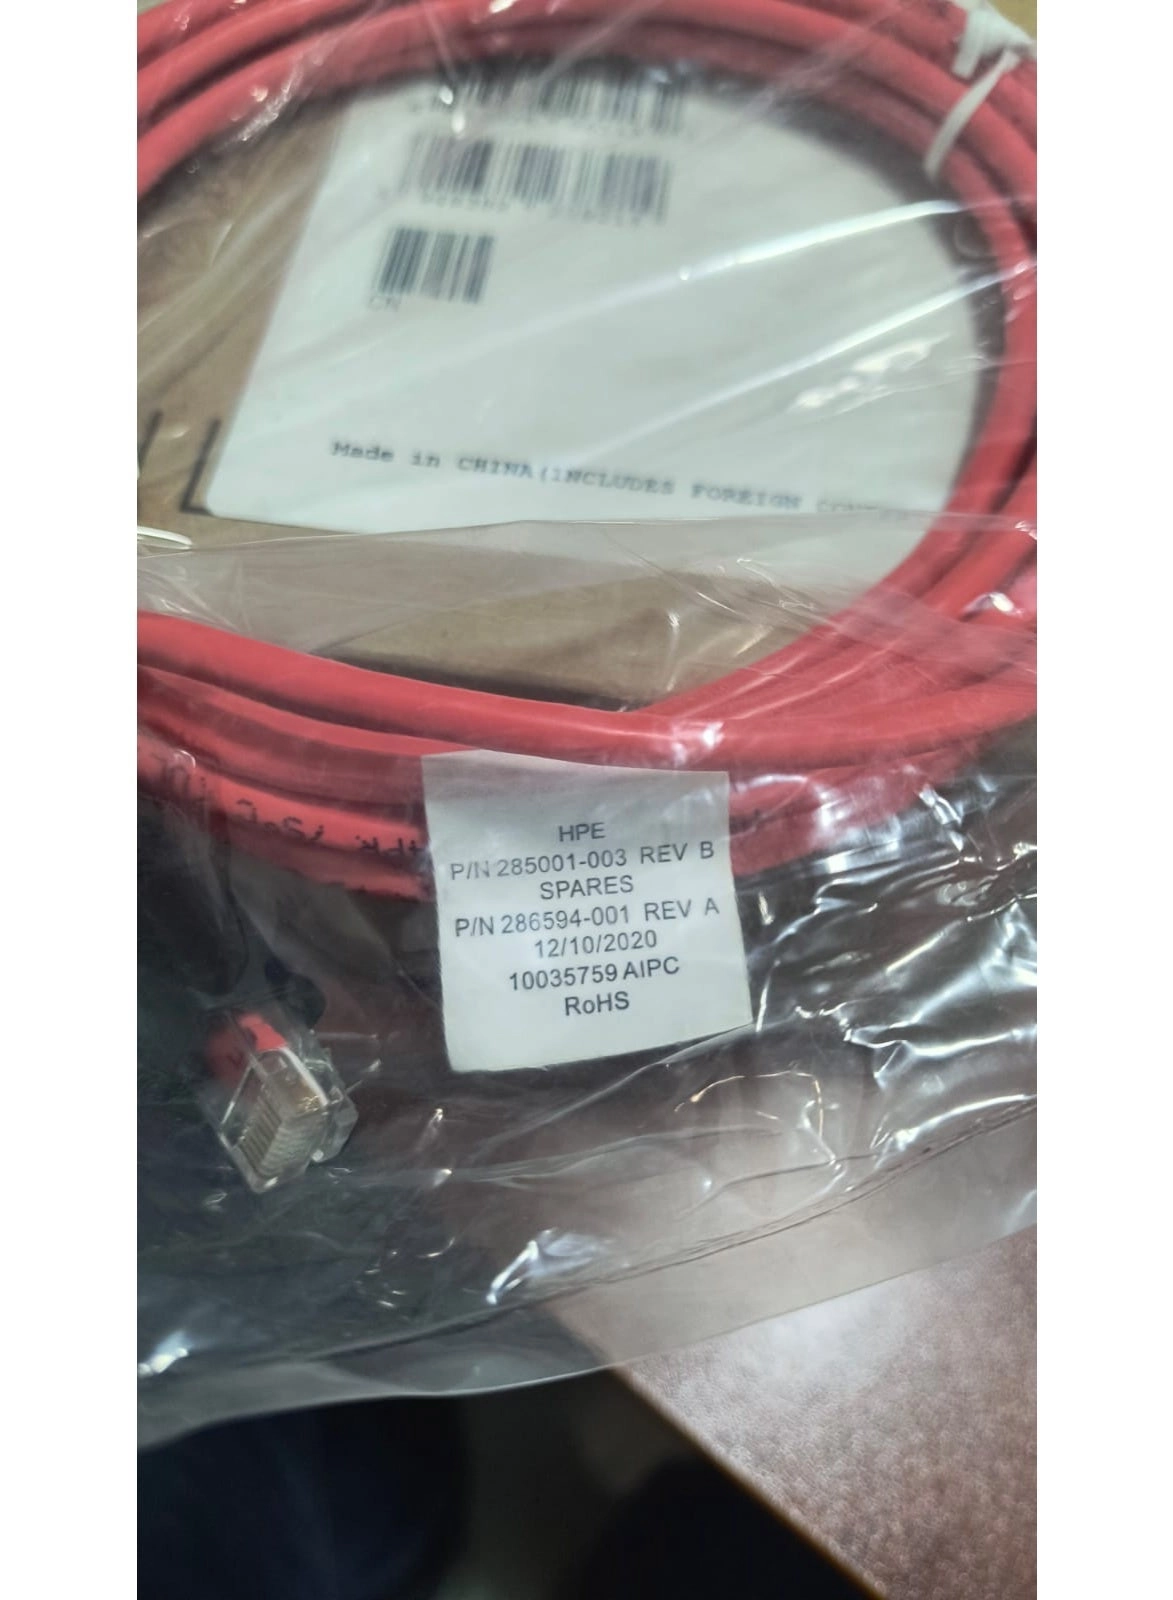 CN
Made in CHINA(INCLUDES FOREIGN
HPE
P/N 285001-003 REV B
SPARES
P/N 286594-001 REV A
12/10/2020
10035759 AIPC
RoHS